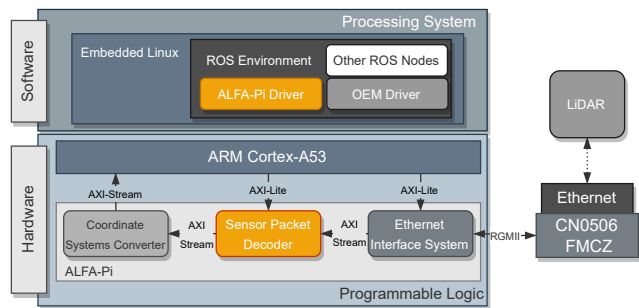 Software
Processing System
Embedded Linux
ROS Environment
Other ROS Nodes
ALFA-Pi Driver
OEM Driver
LiDAR
Hardware
ARM Cortex-A53
AXI-Stream
AXI-Lite
AXI-Lite
Coordinate
Systems Converter
AXI
Stream
Sensor Packet
Decoder
AXI
Stream
Ethernet
Interface System
RGMII
Ethernet
CN0506
FMCZ
ALFA-Pi
Programmable Logic